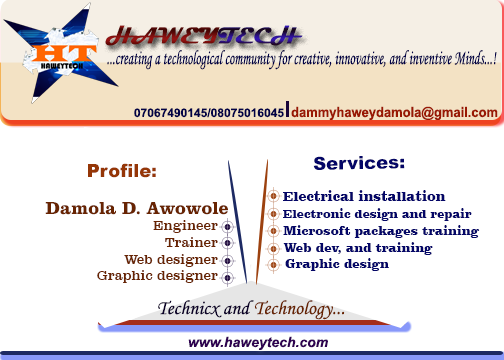 HT
HAWEYTECH
HAWEYTECH
...creating a technological community for creative, innovative, and inventive Minds...!
07067490145/08075016045 dammyhaweydamola@gmail.com
Profile:
Damola D. Awowole
Engineer
Trainer
Web designer
Graphic designer
Services:
Electrical installation
Electronic design and repair
Microsoft packages training
Web dev, and training
Graphic design
Technicx and Technology...
www.haweytech.com